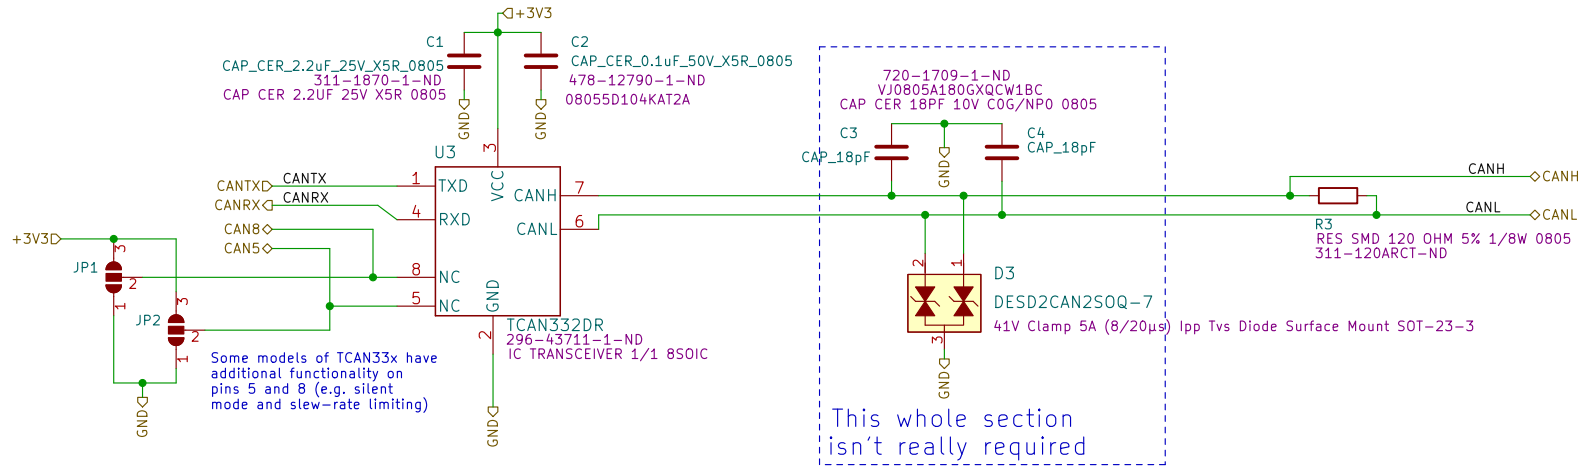 +3V3
C1
CAP_CER_2.2uF_25V_X5R_0805
311-1870-1-ND
CAP CER 2.2UF 25V X5R 0805
GND
C2
CAP_CER_0.1uF_50V_X5R_0805
478-12790-1-ND
08055D104KAT2A
GND
U3
3
VCC
1
TXD
4
RXD
8
NC
5
NC
CANH
7
CANL
6
GND
2
TCAN332DR
296-43711-1-ND
IC TRANSCEIVER 1/1 8SOIC
GND
CANTX
CANTX
CANRX
CANRX
CAN8
CAN5
+3V3
JP1
3
2
1
JP2
3
2
1
GND
Some models of TCAN33x have
additional functionality on
pins 5 and 8 (e.g. silent
mode and slew-rate limiting)
720-1709-1-ND
VJ0805A180GXQCW1BC
CAP CER 18PF 10V C0G/NP0 0805
C3
CAP_18pF
GND
C4
CAP_18pF
2
1
D3
DESD2CAN2SOQ-7
41V Clamp 5A (8/20µs) Ipp Tvs Diode Surface Mount SOT-23-3
3
GND
This whole section
isn't really required
CANH
CANH
CANL
CANL
R3
RES SMD 120 OHM 5% 1/8W 0805
311-120ARCT-ND